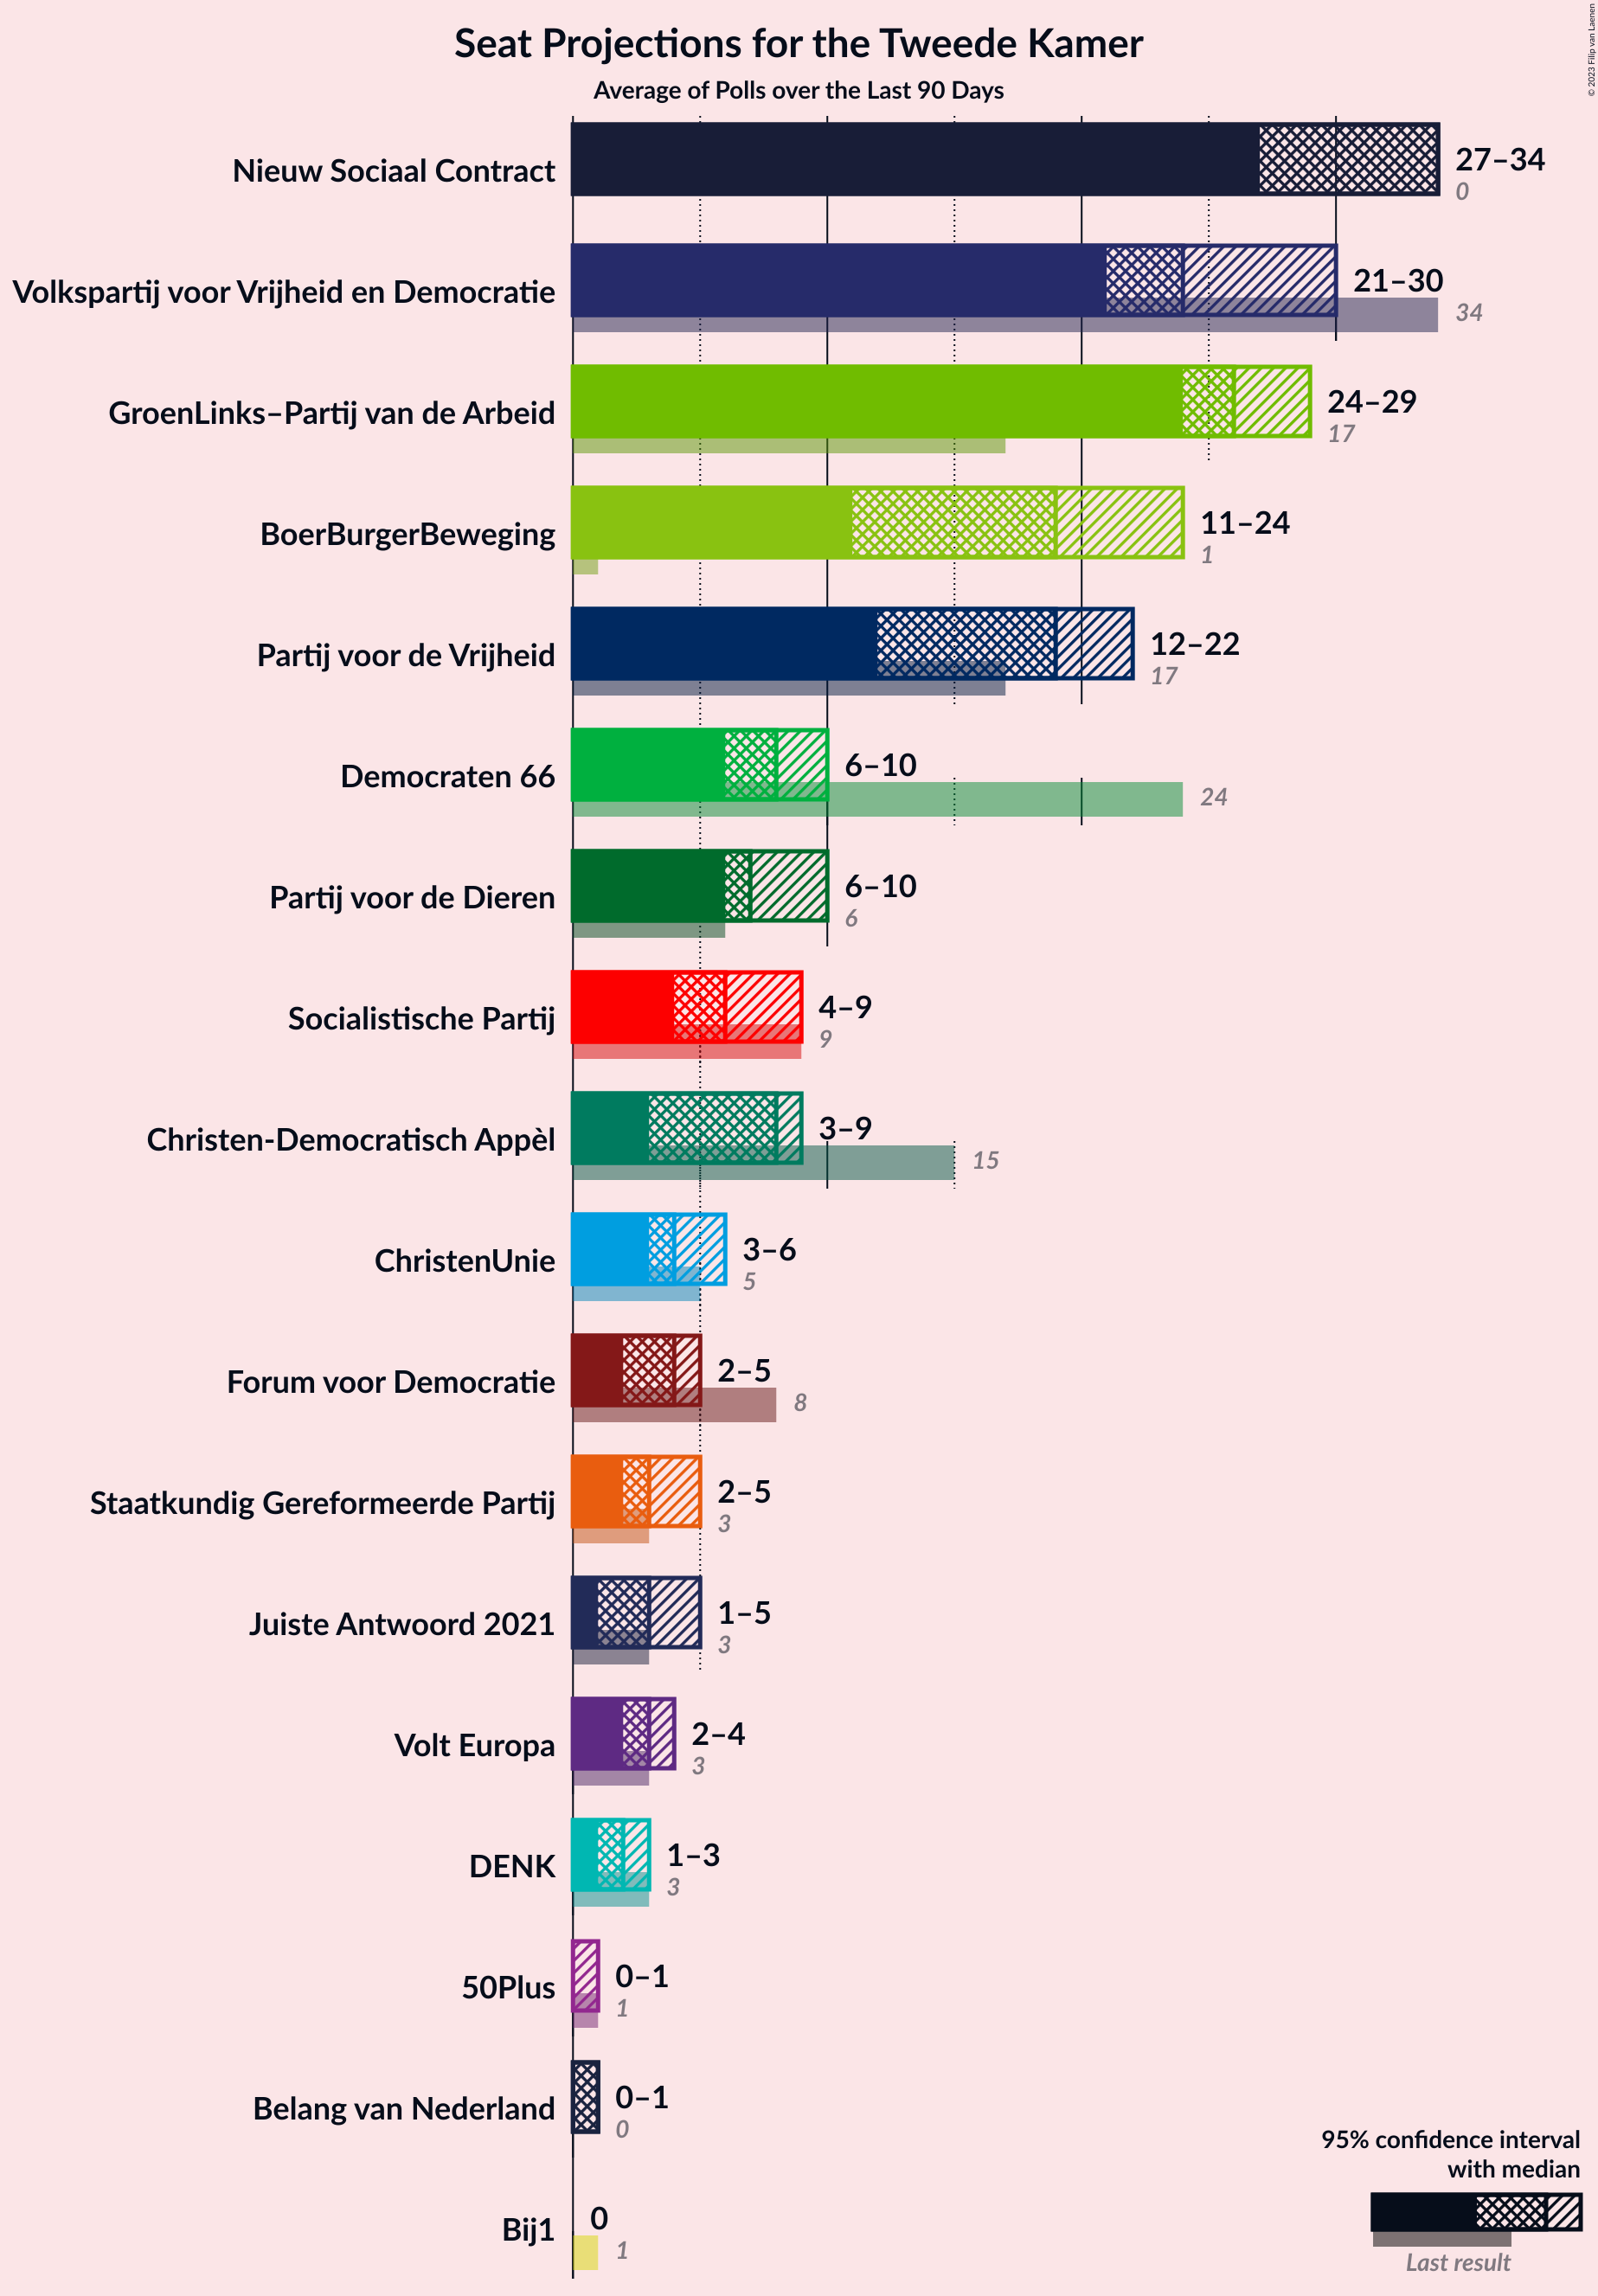 Seat Projections for the Tweede Kamer
Average of Polls over the Last 90 Days
© 2023 Filip van Laenen
Nieuw Sociaal Contract
27–34
0
Volkspartij voor Vrijheid en Democratie
21–30
34
GroenLinks–Partij van de Arbeid
24–29
17
BoerBurgerBeweging
11–24
1
Partij voor de Vrijheid
12–22
17
Democraten 66
6–10
24
Partij voor de Dieren
6–10
6
Socialistische Partij
4–9
9
Christen-Democratisch Appèl
3–9
15
ChristenUnie
3–6
5
Forum voor Democratie
2–5
8
Staatkundig Gereformeerde Partij
2–5
3
Juiste Antwoord 2021
1–5
3
Volt Europa
2–4
3
DENK
1–3
3
50Plus
0–1
1
Belang van Nederland
0–1
0
Bij1
0
1
95% confidence interval
with median
Last result